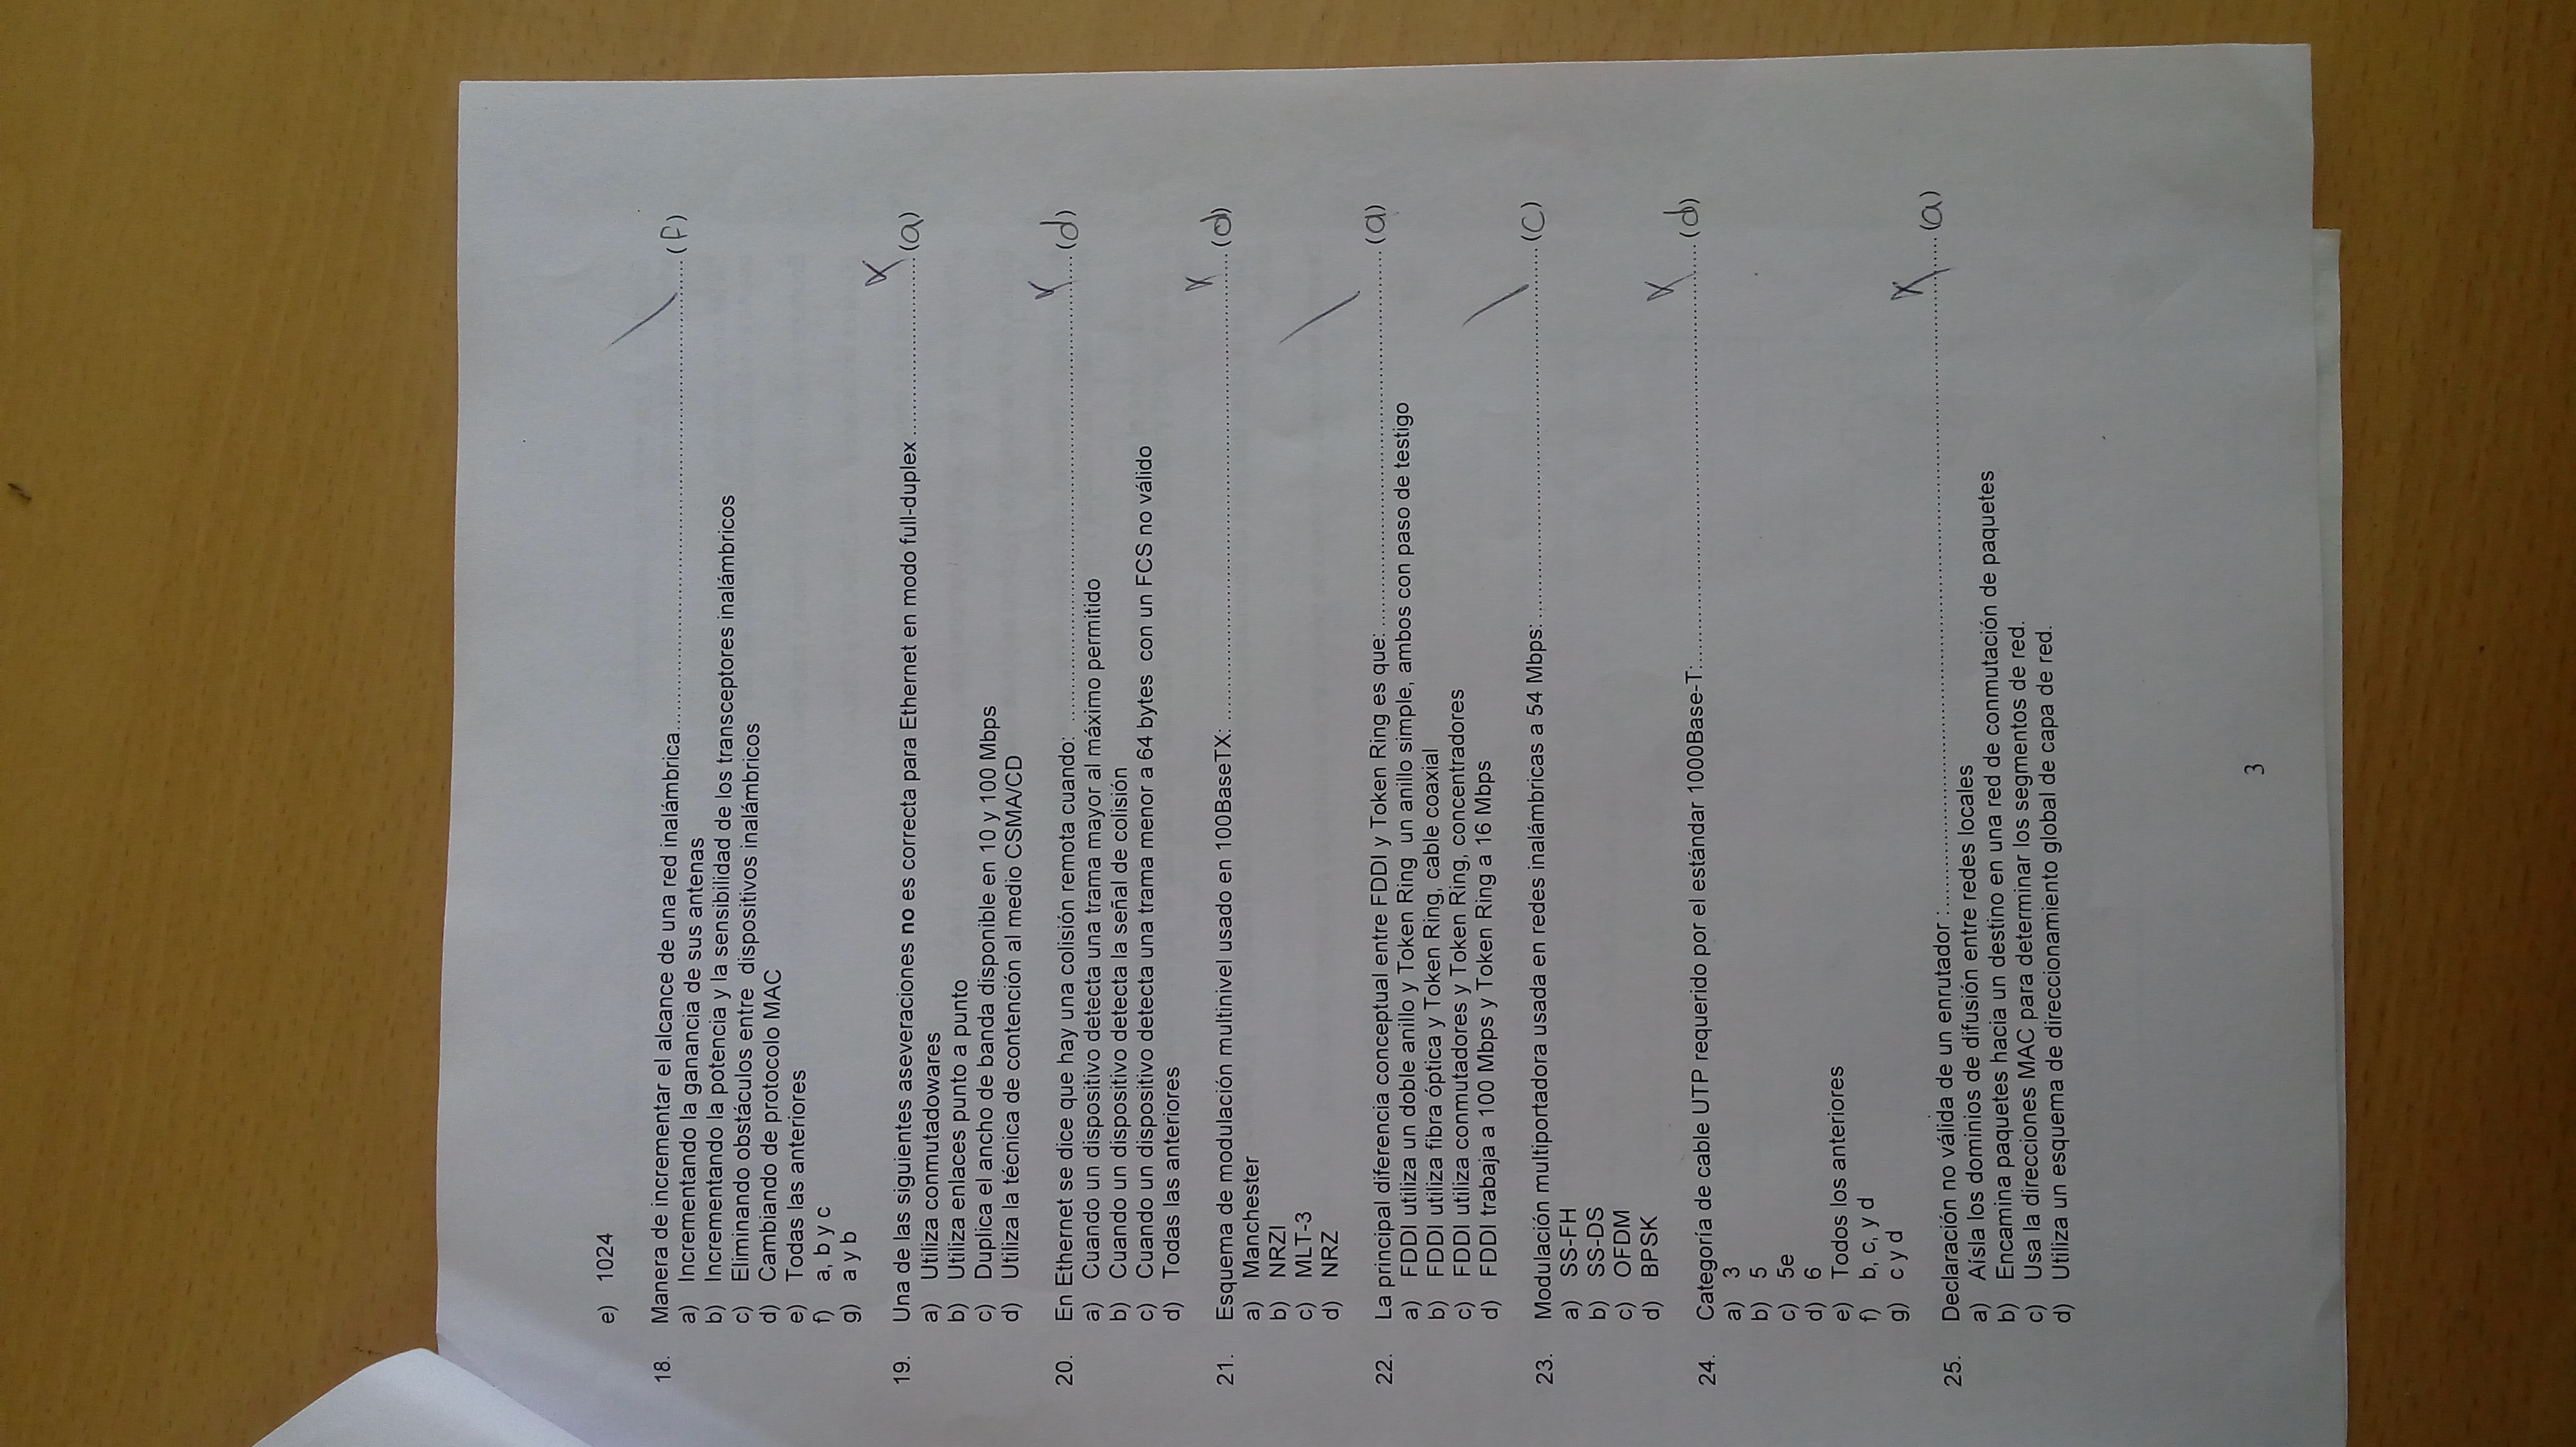 e) 1024
18. Manera de incrementar el alcance de una red inalámbrica........(f)
a) Incrementando la ganancia de sus antenas
b) Incrementando la potencia y la sensibilidad de los transceptores inalámbricos
c) Eliminando obstáculos entre dispositivos inalámbricos
d) Cambiando de protocolo MAC
e) Todas las anteriores
f) a, b y c
g) a y b
19. Una de las siguientes aseveraciones no es correcta para Ethernet en modo full-duplex........(a)
a) Utiliza conmutadowares
b) Utiliza enlaces punto a punto
c) Duplica el ancho de banda disponible en 10 y 100 Mbps
d) Utiliza la técnica de contención al medio CSMA/CD
20. En Ethernet se dice que hay una colisión remota cuando: ........(d)
a) Cuando un dispositivo detecta una trama mayor al máximo permitido
b) Cuando un dispositivo detecta la señal de colisión
c) Cuando un dispositivo detecta una trama menor a 64 bytes con un FCS no válido
d) Todas las anteriores
21. Esquema de modulación multinivel usado en 100BaseTX: ........(d)
a) Manchester
b) NRZI
c) MLT-3
d) NRZ
22. La principal diferencia conceptual entre FDDI y Token Ring es que: ........(a)
a) FDDI utiliza un doble anillo y Token Ring un anillo simple, ambos con paso de testigo
b) FDDI utiliza fibra óptica y Token Ring, cable coaxial
c) FDDI utiliza conmutadores y Token Ring, concentradores
d) FDDI trabaja a 100 Mbps y Token Ring a 16 Mbps
23. Modulación multiportadora usada en redes inalámbricas a 54 Mbps: ........(c)
a) SS-FH
b) SS-DS
c) OFDM
d) BPSK
24. Categoría de cable UTP requerido por el estándar 1000Base-T:........(d)
a) 3
b) 5
c) 5e
d) 6
e) Todos los anteriores
f) b, c, y d
g) c y d
25. Declaración no válida de un enrutador :........(a)
a) Aísla los dominios de difusión entre redes locales
b) Encamina paquetes hacia un destino en una red de conmutación de paquetes
c) Usa la direcciones MAC para determinar los segmentos de red.
d) Utiliza un esquema de direccionamiento global de capa de red.
3